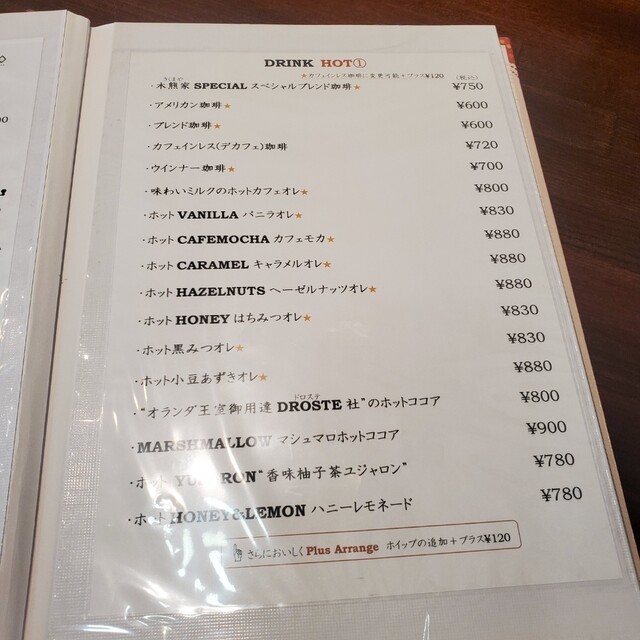 DRINK HOT①
★カフェインレス珈琲に変更可能+プラス¥120 (税込)
きくまや
・木熊家 SPECIAL スペシャルブレンド珈琲★ ¥750
・アメリカン珈琲★ ¥600
・ブレンド珈琲★ ¥600
・カフェインレス(デカフェ)珈琲 ¥720
・ウインナー珈琲★ ¥700
・味わいミルクのホットカフェオレ★ ¥800
・ホット VANILLA バニラオレ★ ¥830
・ホット CAFEMOCHA カフェモカ★ ¥880
・ホット CARAMEL キャラメルオレ★ ¥880
・ホット HAZELNUTS ヘーゼルナッツオレ★ ¥880
・ホット HONEY はちみつオレ★ ¥830
・ホット黒みつオレ★ ¥830
・ホット小豆あずきオレ★ ¥880
ドロステ
・“オランダ王室御用達 DROSTE 社”のホットココア ¥800
・MARSHMALLOW マシュマロホットココア ¥900
・ホット “香味柚子茶ユジャロン” ¥780
・ホット HONEY&LEMON ハニーレモネード ¥780
さらにおいしく Plus Arrange ホイップの追加+プラス¥120